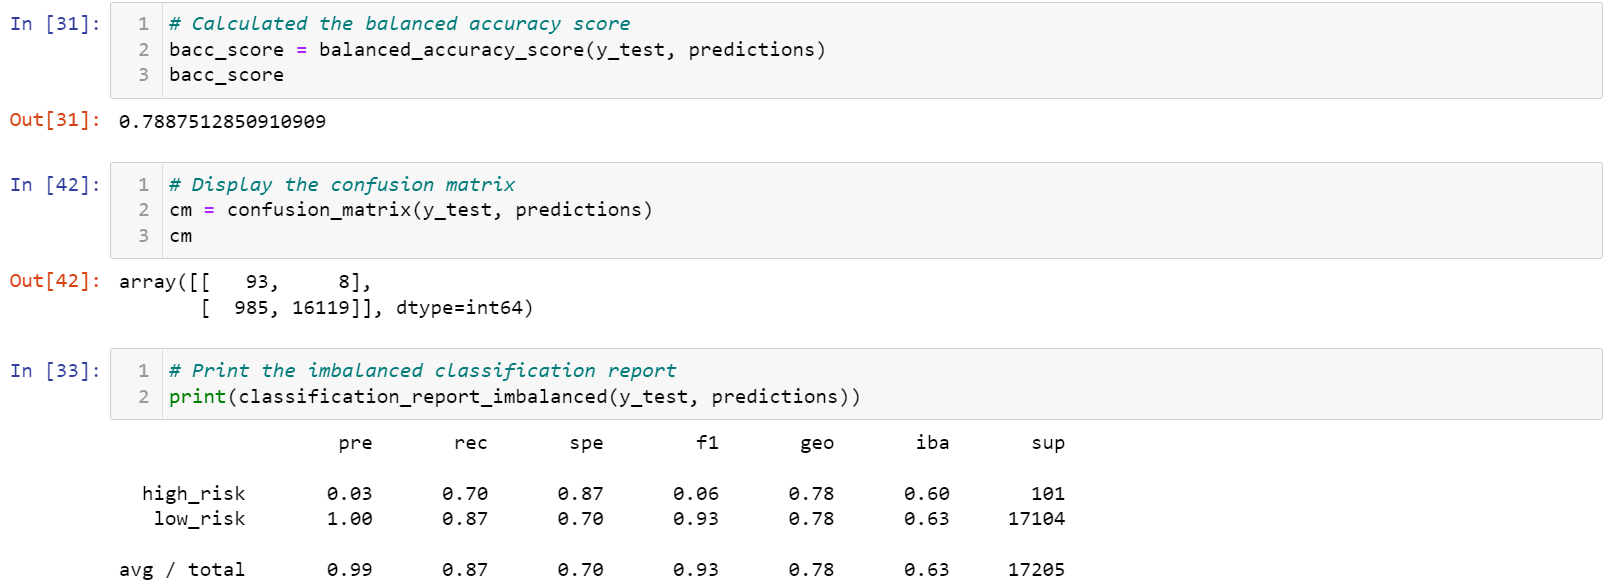 In [31]: 1 # Calculated the balanced accuracy score
2 bacc_score = balanced_accuracy_score(y_test, predictions)
3 bacc_score
Out[31]: 0.7887512850910909
In [42]: 1 # Display the confusion matrix
2 cm = confusion_matrix(y_test, predictions)
3 cm
Out[42]: array([[   93,     8],
       [  985, 16119]], dtype=int64)
In [33]: 1 # Print the imbalanced classification report
2 print(classification_report_imbalanced(y_test, predictions))
pre rec spe f1 geo iba sup
high_risk 0.03 0.70 0.87 0.06 0.78 0.60 101
low_risk 1.00 0.87 0.70 0.93 0.78 0.63 17104
avg / total 0.99 0.87 0.70 0.93 0.78 0.63 17205